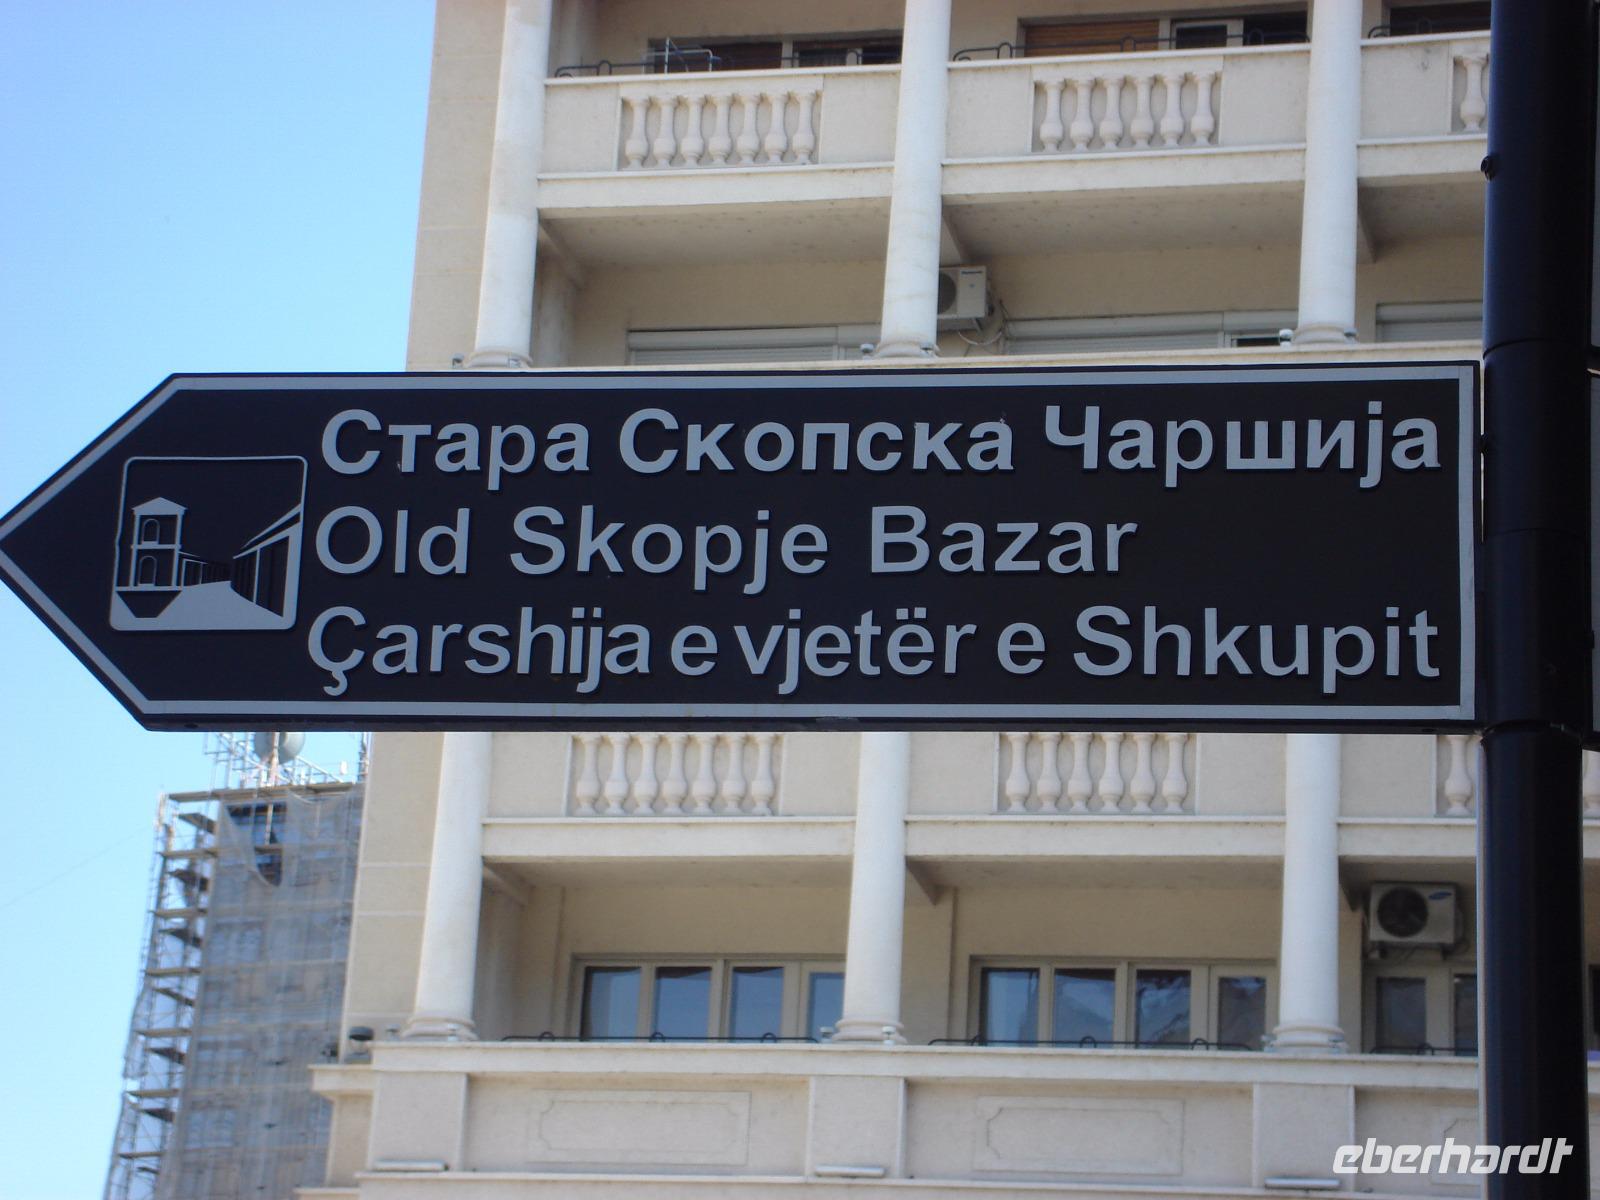 Стара Скопска Чаршија
Old Skopje Bazar
Çarshija e vjetër e Shkupit
eberhardt